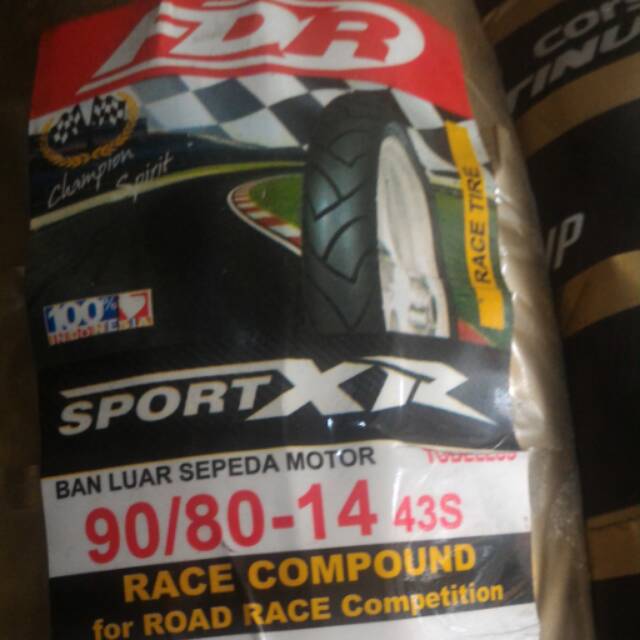 FDR
Champion
Spirit
RACE TIRE
100%
INDONESIA
SPORT XR
BAN LUAR SEPEDA MOTOR
TUBELESS
90/80-14 43S
RACE COMPOUND
for ROAD RACE Competition